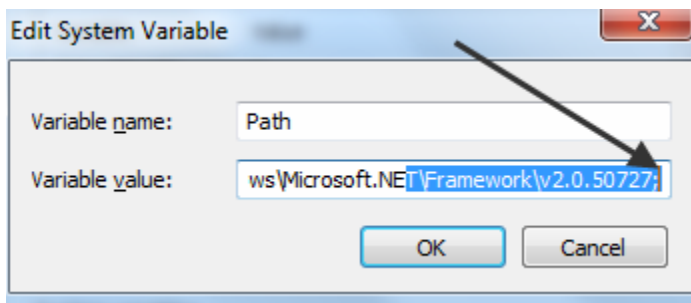 Edit System Variable
Variable name: Path
Variable value: ws\Microsoft.NET\Framework\v2.0.50727;
OK Cancel